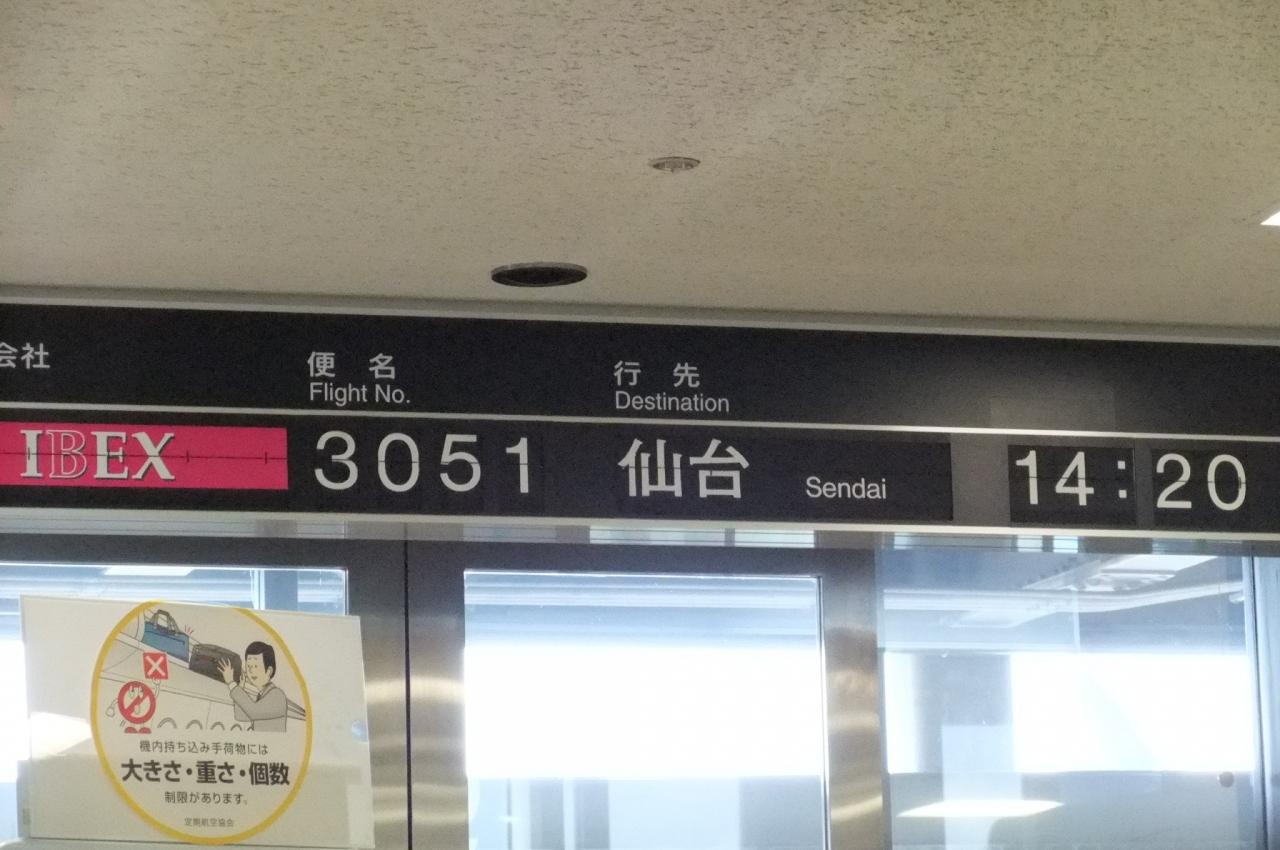 会社
便名
Flight No.
行先
Destination
IBEX
3051
仙台
Sendai
14:20
機内持ち込み手荷物には
大きさ・重さ・個数
制限があります。
定期航空協会